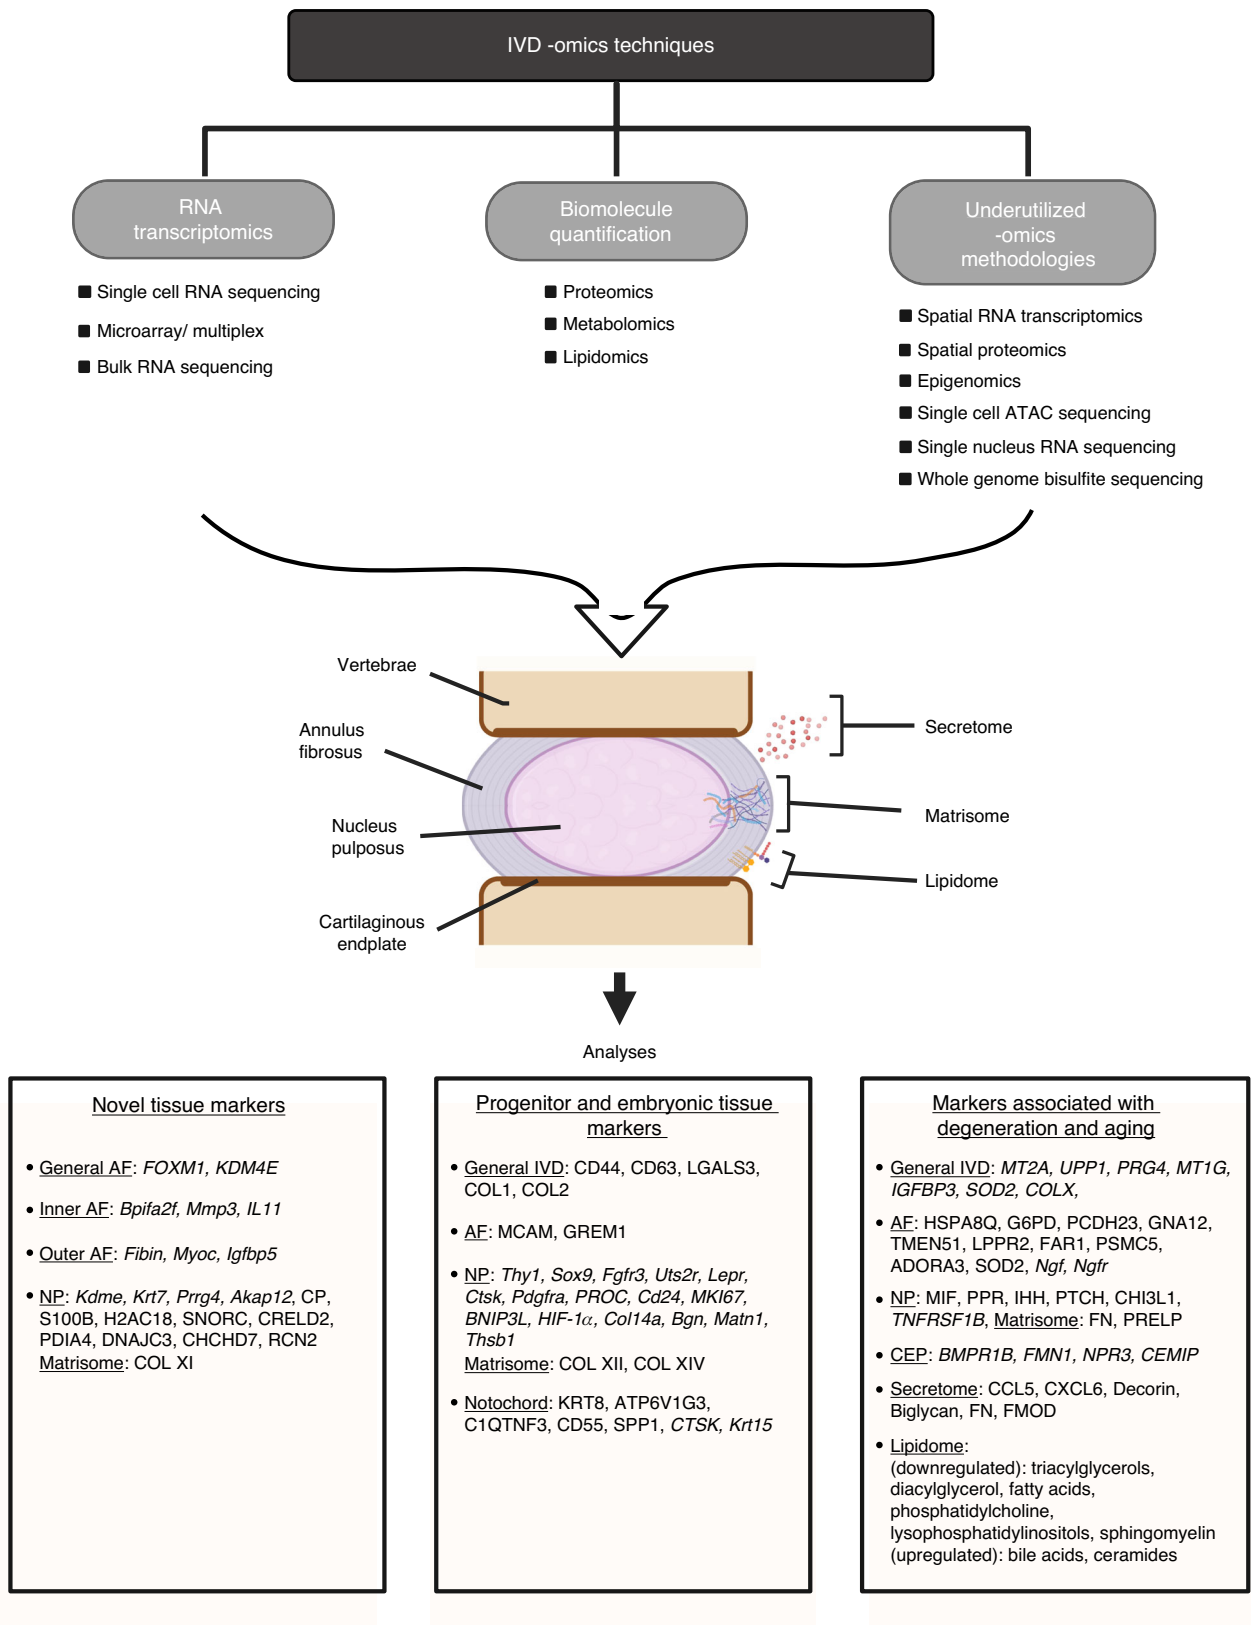 IVD -omics techniques
RNA
transcriptomics
■ Single cell RNA sequencing
■ Microarray/ multiplex
■ Bulk RNA sequencing
Biomolecule
quantification
■ Proteomics
■ Metabolomics
■ Lipidomics
Underutilized
-omics
methodologies
■ Spatial RNA transcriptomics
■ Spatial proteomics
■ Epigenomics
■ Single cell ATAC sequencing
■ Single nucleus RNA sequencing
■ Whole genome bisulfite sequencing
Vertebrae
Annulus
fibrosus
Nucleus
pulposus
Cartilaginous
endplate
Secretome
Matrisome
Lipidome
Analyses
Novel tissue markers
• General AF: FOXM1, KDM4E
• Inner AF: Bpifa2f, Mmp3, IL11
• Outer AF: Fibin, Myoc, Igfbp5
• NP: Kdme, Krt7, Prrg4, Akap12, CP,
S100B, H2AC18, SNORC, CRELD2,
PDIA4, DNAJC3, CHCHD7, RCN2
Matrisome: COL XI
Progenitor and embryonic tissue
markers
• General IVD: CD44, CD63, LGALS3,
COL1, COL2
• AF: MCAM, GREM1
• NP: Thy1, Sox9, Fgfr3, Uts2r, Lepr,
Ctsk, Pdgfra, PROC, Cd24, MKI67,
BNIP3L, HIF-1α, Col14a, Bgn, Matn1,
Thsb1
Matrisome: COL XII, COL XIV
• Notochord: KRT8, ATP6V1G3,
C1QTNF3, CD55, SPP1, CTSK, Krt15
Markers associated with
degeneration and aging
• General IVD: MT2A, UPP1, PRG4, MT1G,
IGFBP3, SOD2, COLX,
• AF: HSPA8Q, G6PD, PCDH23, GNA12,
TMEN51, LPPR2, FAR1, PSMC5,
ADORA3, SOD2, Ngf, Ngfr
• NP: MIF, PPR, IHH, PTCH, CHI3L1,
TNFRSF1B, Matrisome: FN, PRELP
• CEP: BMPR1B, FMN1, NPR3, CEMIP
• Secretome: CCL5, CXCL6, Decorin,
Biglycan, FN, FMOD
• Lipidome:
(downregulated): triacylglycerols,
diacylglycerol, fatty acids,
phosphatidylcholine,
lysophosphatidylinositols, sphingomyelin
(upregulated): bile acids, ceramides